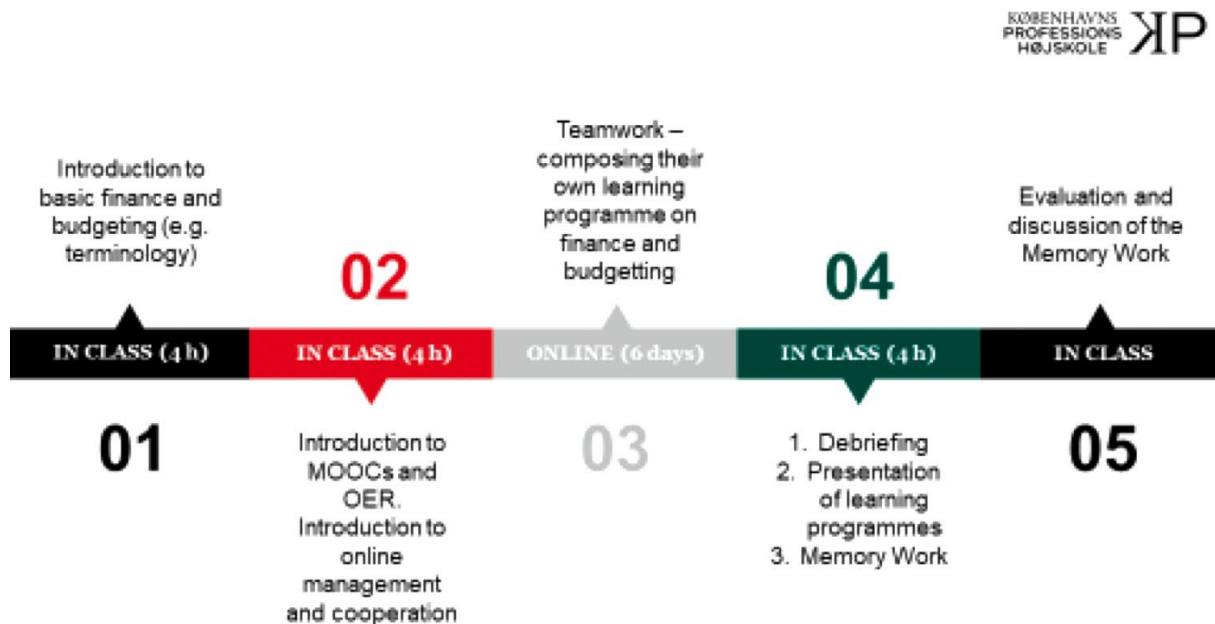 KØBENHAVNS
PROFESSIONS
HØJSKOLE
KP
Introduction to
basic finance and
budgeting (e.g.
terminology)
IN CLASS (4 h)
01
02
IN CLASS (4 h)
Introduction to
MOOCs and
OER.
Introduction to
online
management
and cooperation
Teamwork –
composing their
own learning
programme on
finance and
budgetting
ONLINE (6 days)
03
04
IN CLASS (4 h)
1. Debriefing
2. Presentation
of learning
programmes
3. Memory Work
Evaluation and
discussion of the
Memory Work
IN CLASS
05